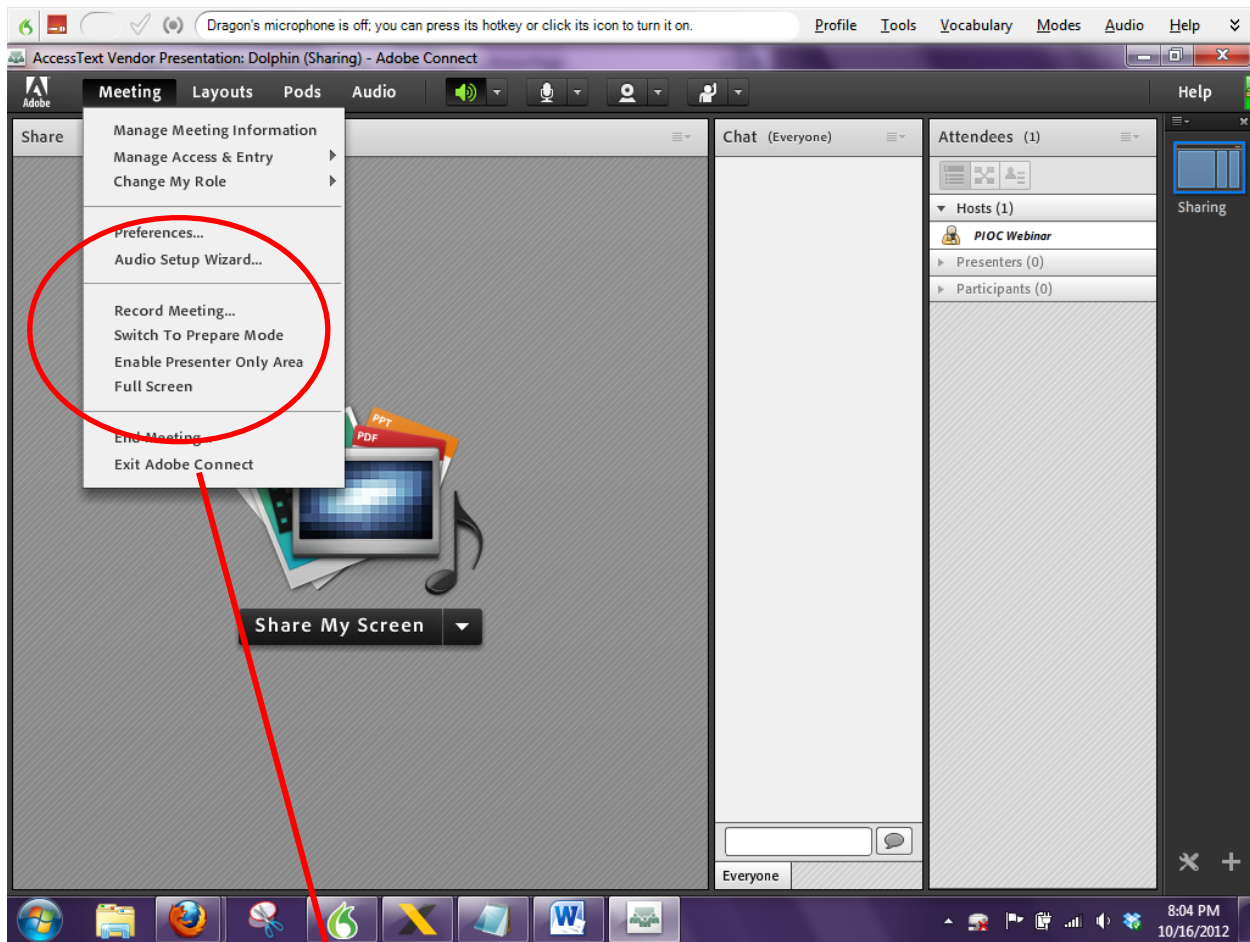 Dragon's microphone is off; you can press its hotkey or click its icon to turn it on.
Profile Tools Vocabulary Modes Audio Help
AccessText Vendor Presentation: Dolphin (Sharing) - Adobe Connect
Adobe
Meeting Layouts Pods Audio Help
Share
Chat (Everyone)
Attendees (1)
Manage Meeting Information
Manage Access & Entry
Change My Role
Preferences...
Audio Setup Wizard...
Record Meeting...
Switch To Prepare Mode
Enable Presenter Only Area
Full Screen
End Meeting...
Exit Adobe Connect
PPT
PDF
Share My Screen
Hosts (1)
PIOC Webinar
Presenters (0)
Participants (0)
Sharing
Everyone
W
8:04 PM
10/16/2012